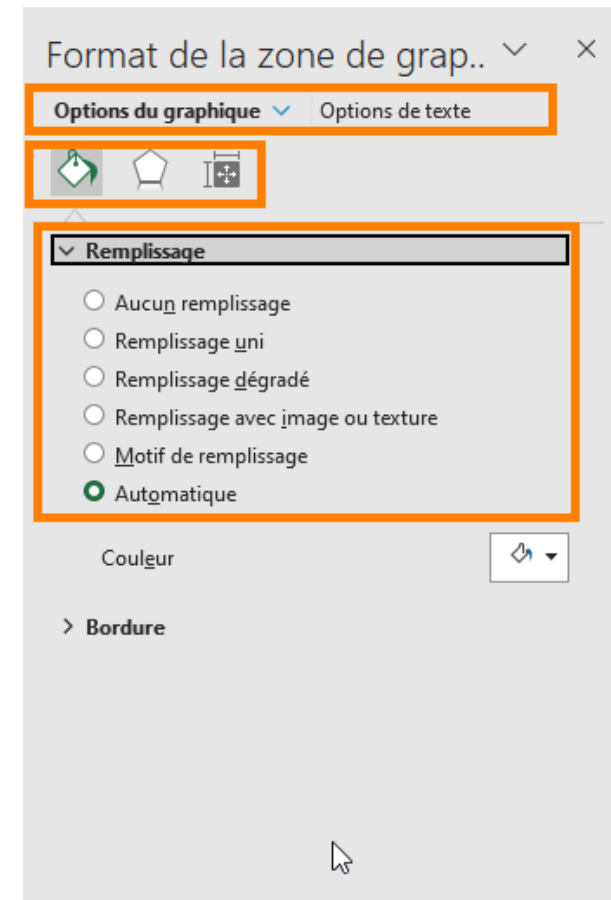 Format de la zone de grap..
Options du graphique Options de texte
Remplissage
Aucun remplissage
Remplissage uni
Remplissage dégradé
Remplissage avec image ou texture
Motif de remplissage
Automatique
Couleur
Bordure